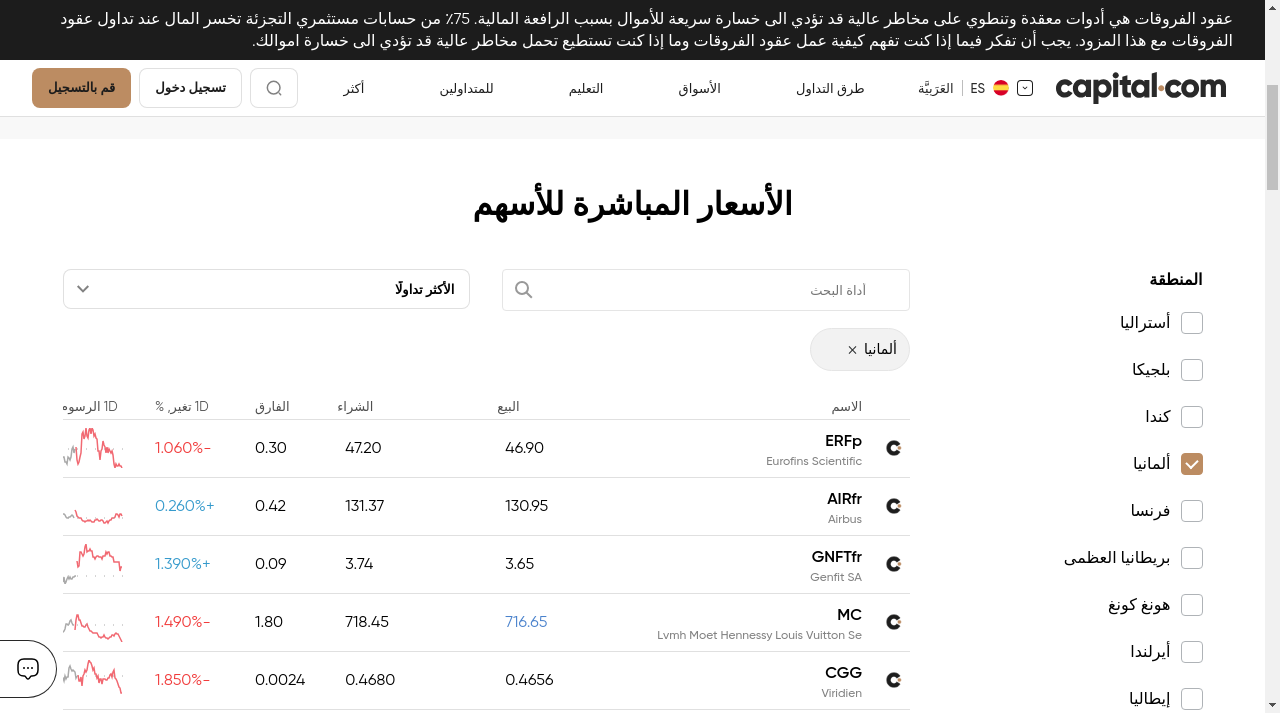 عقود الفروقات هي أدوات معقدة وتنطوي على مخاطر عالية قد تؤدي الى خسارة سريعة للأموال بسبب الرافعة المالية. 75٪ من حسابات مستثمري التجزئة تخسر المال عند تداول عقود
الفروقات مع هذا المزود. يجب أن تفكر فيما إذا كنت تفهم كيفية عمل عقود الفروقات وما إذا كنت تستطيع تحمل مخاطر عالية قد تؤدي الى خسارة اموالك.
capital.com
ES
العَرَبِيَّة
طرق التداول
الأسواق
التعليم
للمتداولين
أكثر
تسجيل دخول
قم بالتسجيل
الأسعار المباشرة للأسهم
المنطقة
أستراليا
بلجيكا
كندا
ألمانيا
فرنسا
بريطانيا العظمى
هونغ كونغ
أيرلندا
إيطاليا
أداة البحث
الأكثر تداولًا
ألمانيا ×
الاسم البيع الشراء الفارق 1D تغير, % 1D الرسوم
ERFp 46.90 47.20 0.30 1.060%-
Eurofins Scientific
AIRfr 130.95 131.37 0.42 0.260%+
Airbus
GNFTfr 3.65 3.74 0.09 1.390%+
Genfit SA
MC 716.65 718.45 1.80 1.490%-
Lvmh Moet Hennessy Louis Vuitton Se
CGG 0.4656 0.4680 0.0024 1.850%-
Viridien